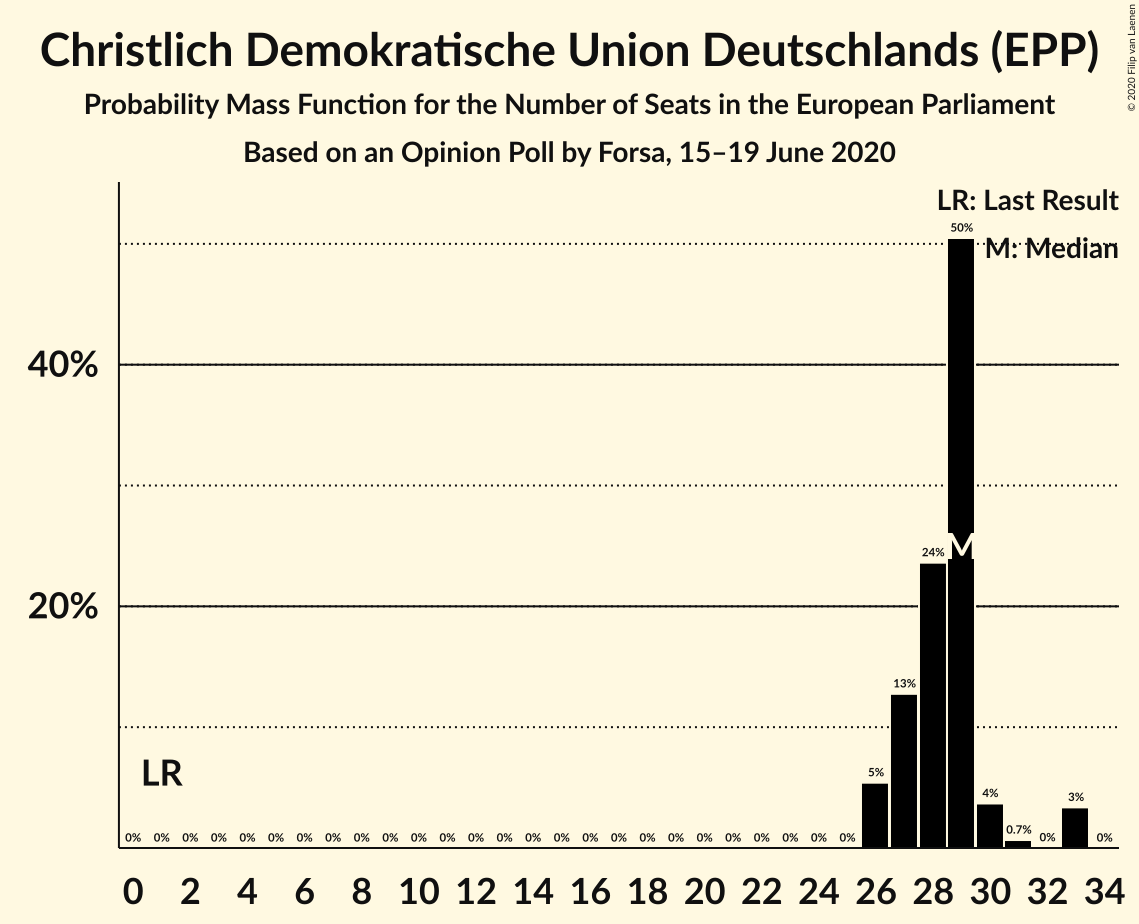 Christlich Demokratische Union Deutschlands (EPP)
Probability Mass Function for the Number of Seats in the European Parliament
Based on an Opinion Poll by Forsa, 15–19 June 2020
© 2020 Filip van Laenen
LR: Last Result
50%
M: Median
40%
M
24%
20%
13%
LR
5%
4%
3%
0.7%
0% 0% 0% 0% 0% 0% 0% 0% 0% 0% 0% 0% 0% 0% 0% 0% 0% 0% 0% 0% 0% 0% 0% 0% 0% 0% 0% 0%
0 2 4 6 8 10 12 14 16 18 20 22 24 26 28 30 32 34